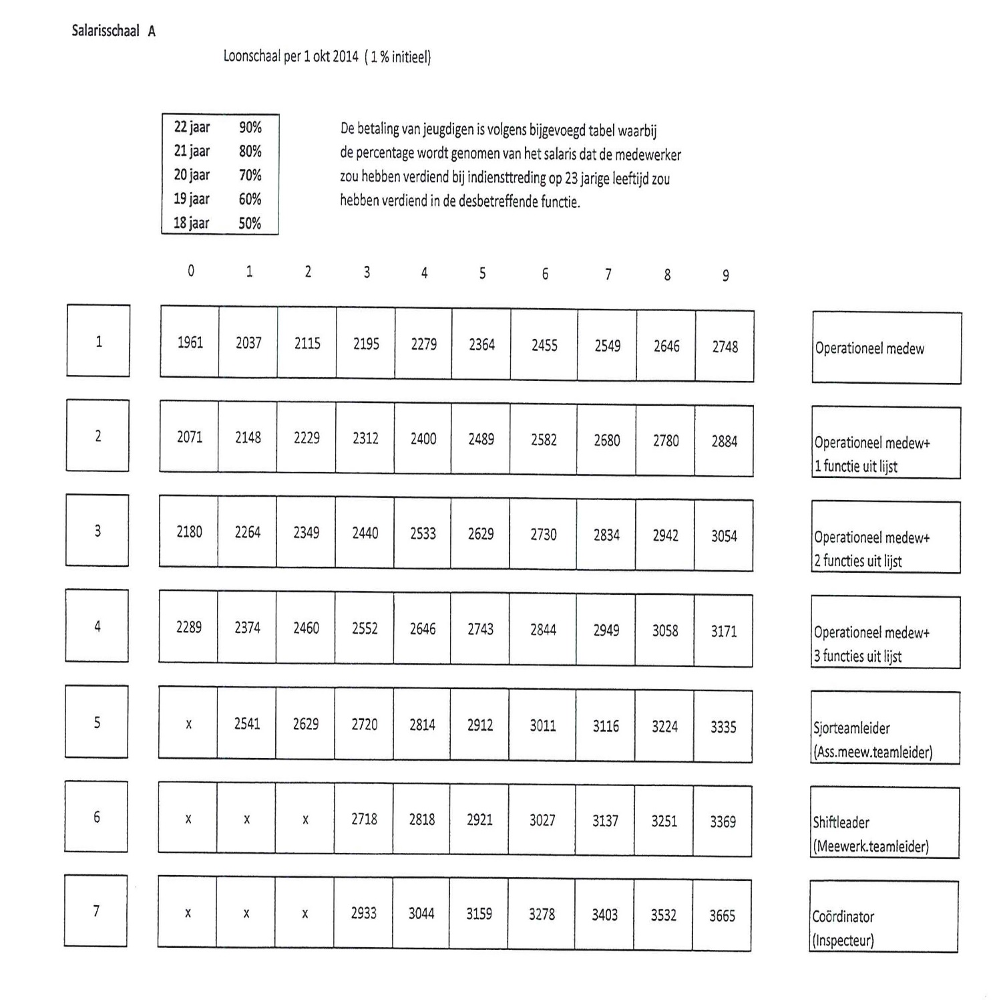 Salarisschaal A
Loonschaal per 1 okt 2014 ( 1 % initieel)
22 jaar 90%
21 jaar 80%
20 jaar 70%
19 jaar 60%
18 jaar 50%
De betaling van jeugdigen is volgens bijgevoegd tabel waarbij
de percentage wordt genomen van het salaris dat de medewerker
zou hebben verdiend bij indiensttreding op 23 jarige leeftijd zou
hebben verdiend in de desbetreffende functie.
0 1 2 3 4 5 6 7 8 9
1 1961 2037 2115 2195 2279 2364 2455 2549 2646 2748 Operationeel medew
2 2071 2148 2229 2312 2400 2489 2582 2680 2780 2884 Operationeel medew+
1 functie uit lijst
3 2180 2264 2349 2440 2533 2629 2730 2834 2942 3054 Operationeel medew+
2 functies uit lijst
4 2289 2374 2460 2552 2646 2743 2844 2949 3058 3171 Operationeel medew+
3 functies uit lijst
5 x 2541 2629 2720 2814 2912 3011 3116 3224 3335 Sjorteamleider
(Ass.meew.teamleider)
6 x x x 2718 2818 2921 3027 3137 3251 3369 Shiftleader
(Meewerk.teamleider)
7 x x x 2933 3044 3159 3278 3403 3532 3665 Coördinator
(Inspecteur)